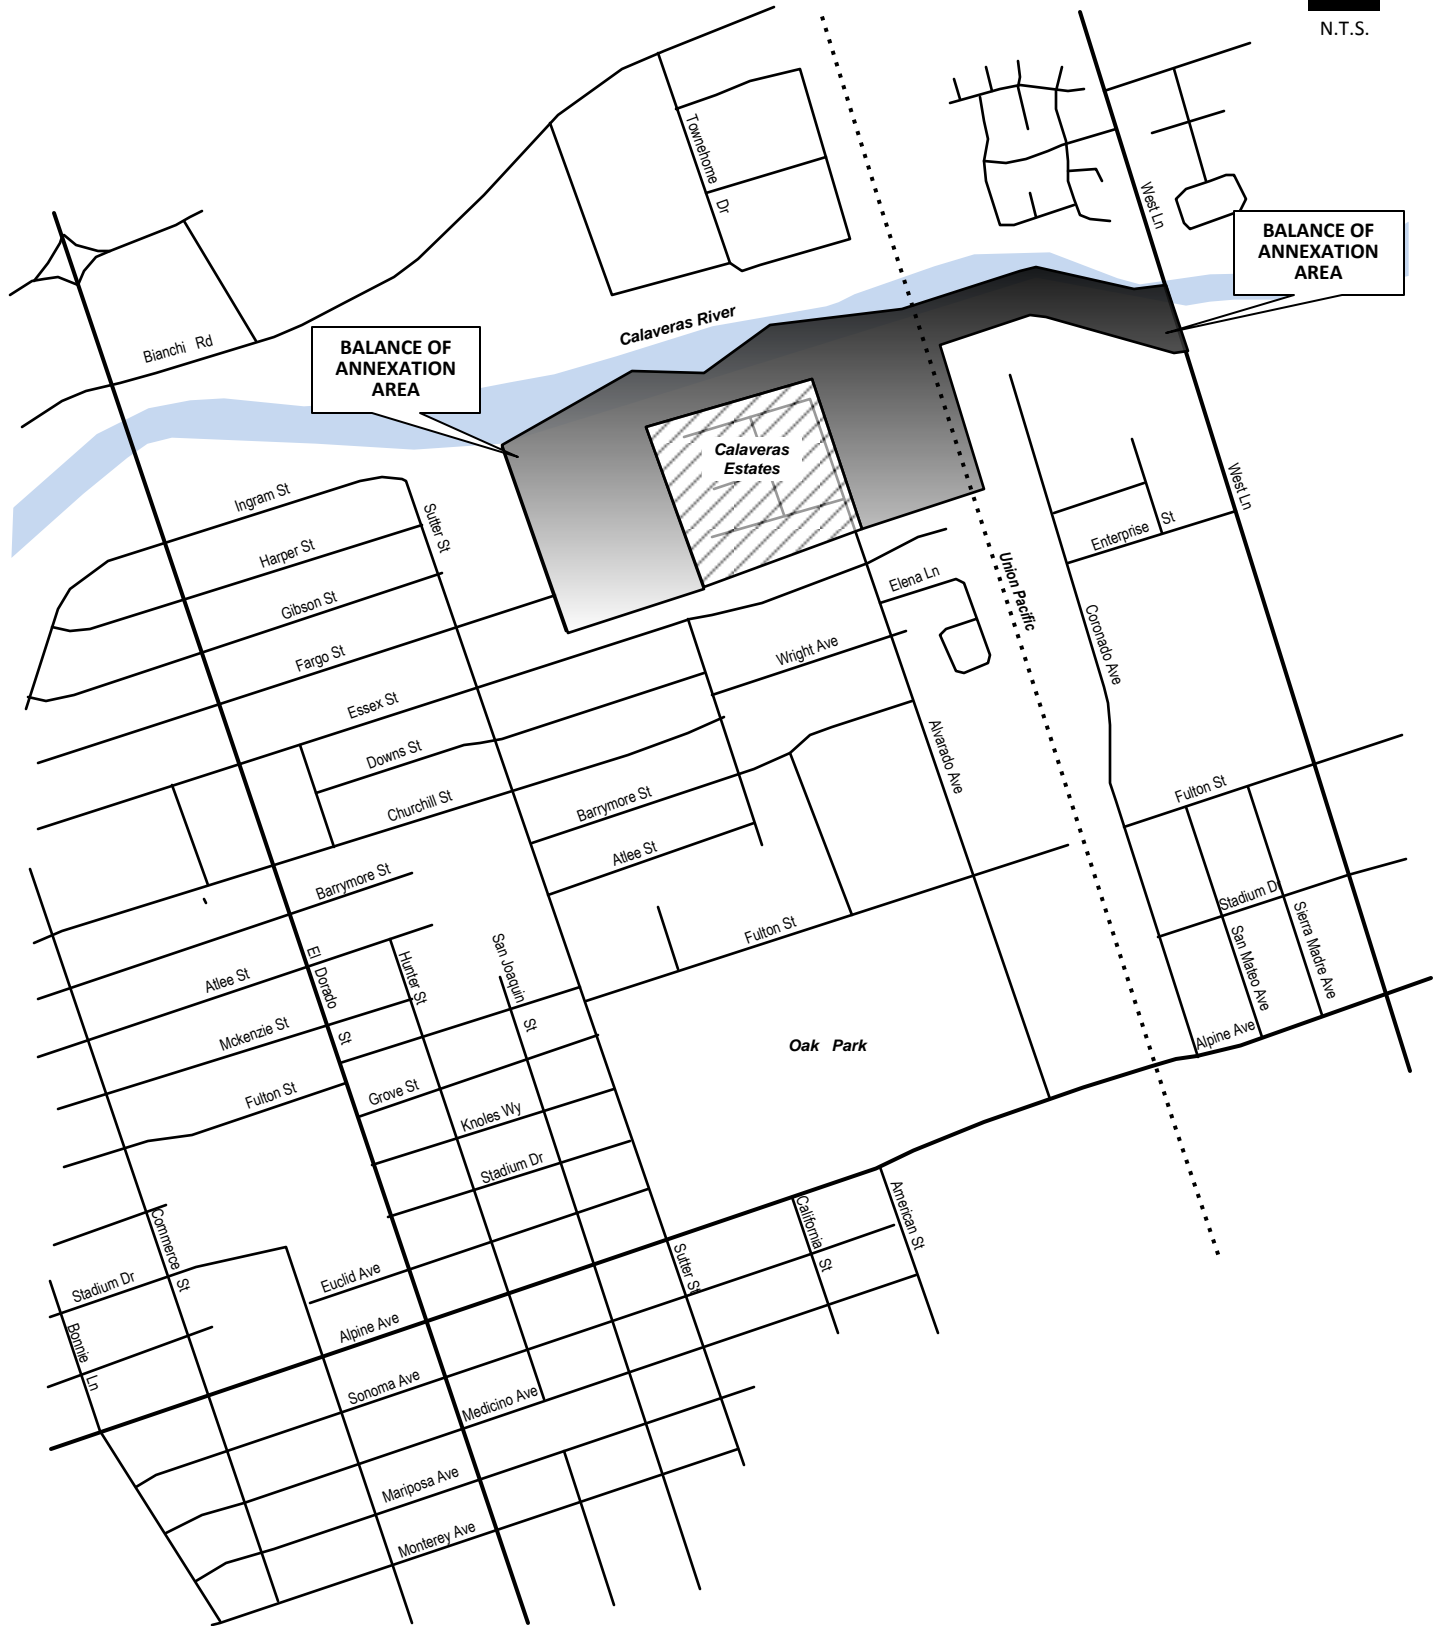 N.T.S.
Townehome Dr
West Ln
BALANCE OF
ANNEXATION
AREA
Calaveras River
Bianchi Rd
BALANCE OF
ANNEXATION
AREA
Calaveras
Estates
West Ln
Ingram St
Sutter St
Harper St
Enterprise St
Union Pacific
Elena Ln
Gibson St
Coronado Ave
Wright Ave
Fargo St
Essex St
Alvarado Ave
Downs St
Fulton St
Churchill St
Barrymore St
Atlee St
Barrymore St
Stadium Dr
Sierra Madre Ave
San Mateo Ave
Fulton St
El Dorado St
Hunter St
San Joaquin St
Atlee St
Mckenzie St
Alpine Ave
Oak Park
Fulton St
Grove St
Knoles Wy
Stadium Dr
American St
California St
Commerce St
Sutter St
Stadium Dr
Euclid Ave
Bonnie Ln
Alpine Ave
Sonoma Ave
Medicino Ave
Mariposa Ave
Monterey Ave